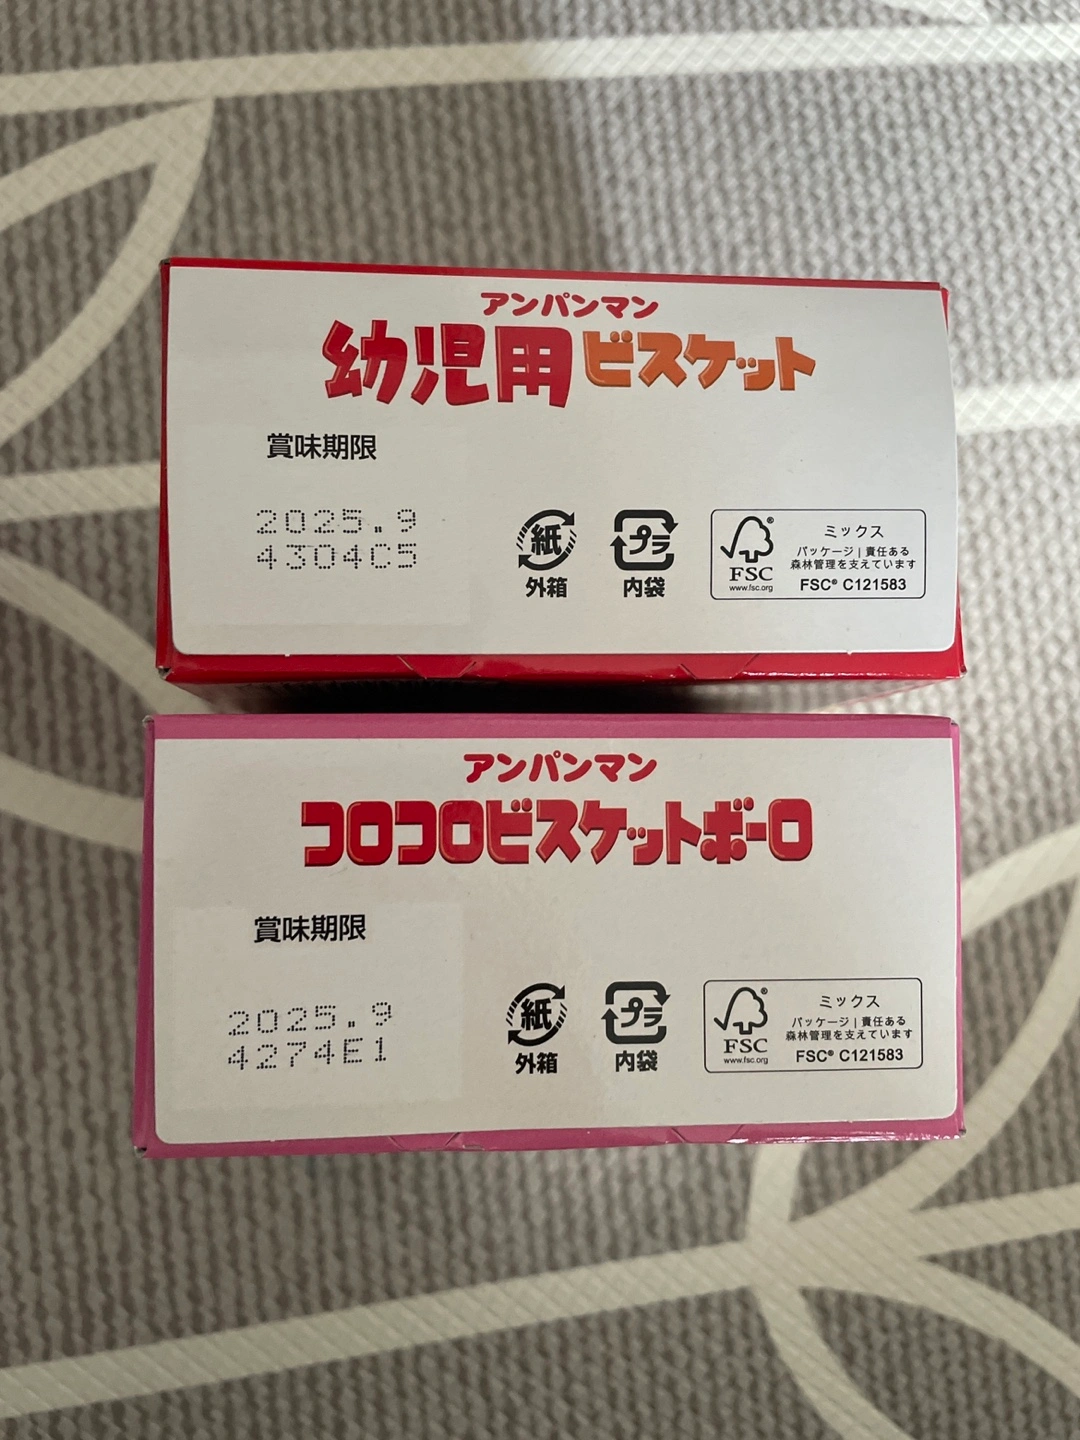 アンパンマン
幼児用ビスケット
賞味期限
2025.9
4304C5
紙
外箱
プラ
内袋
FSC®
www.fsc.org
ミックス
パッケージ | 責任ある
森林管理を支えています
FSC® C121583
アンパンマン
コロコロビスケットボーロ
賞味期限
2025.9
4274E1
紙
外箱
プラ
内袋
FSC®
www.fsc.org
ミックス
パッケージ | 責任ある
森林管理を支えています
FSC® C121583